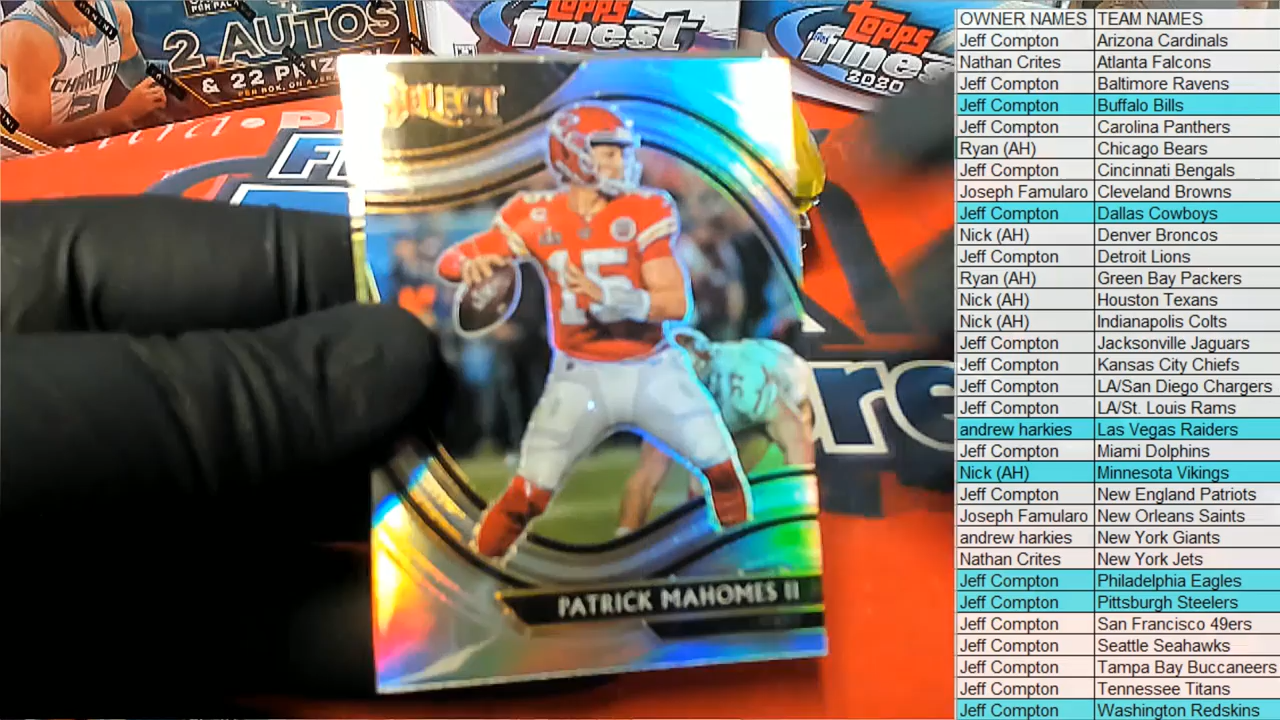 2 AUTOS
& 22 PRIZ
PER BOX, ON AVERA
Topps
finest
Topps
finest
2020
SELECT
15
PATRICK MAHOMES II
OWNER NAMES TEAM NAMES
Jeff Compton Arizona Cardinals
Nathan Crites Atlanta Falcons
Jeff Compton Baltimore Ravens
Jeff Compton Buffalo Bills
Jeff Compton Carolina Panthers
Ryan (AH) Chicago Bears
Jeff Compton Cincinnati Bengals
Joseph Famularo Cleveland Browns
Jeff Compton Dallas Cowboys
Nick (AH) Denver Broncos
Jeff Compton Detroit Lions
Ryan (AH) Green Bay Packers
Nick (AH) Houston Texans
Nick (AH) Indianapolis Colts
Jeff Compton Jacksonville Jaguars
Jeff Compton Kansas City Chiefs
Jeff Compton LA/San Diego Chargers
Jeff Compton LA/St. Louis Rams
andrew harkies Las Vegas Raiders
Jeff Compton Miami Dolphins
Nick (AH) Minnesota Vikings
Jeff Compton New England Patriots
Joseph Famularo New Orleans Saints
andrew harkies New York Giants
Nathan Crites New York Jets
Jeff Compton Philadelphia Eagles
Jeff Compton Pittsburgh Steelers
Jeff Compton San Francisco 49ers
Jeff Compton Seattle Seahawks
Jeff Compton Tampa Bay Buccaneers
Jeff Compton Tennessee Titans
Jeff Compton Washington Redskins